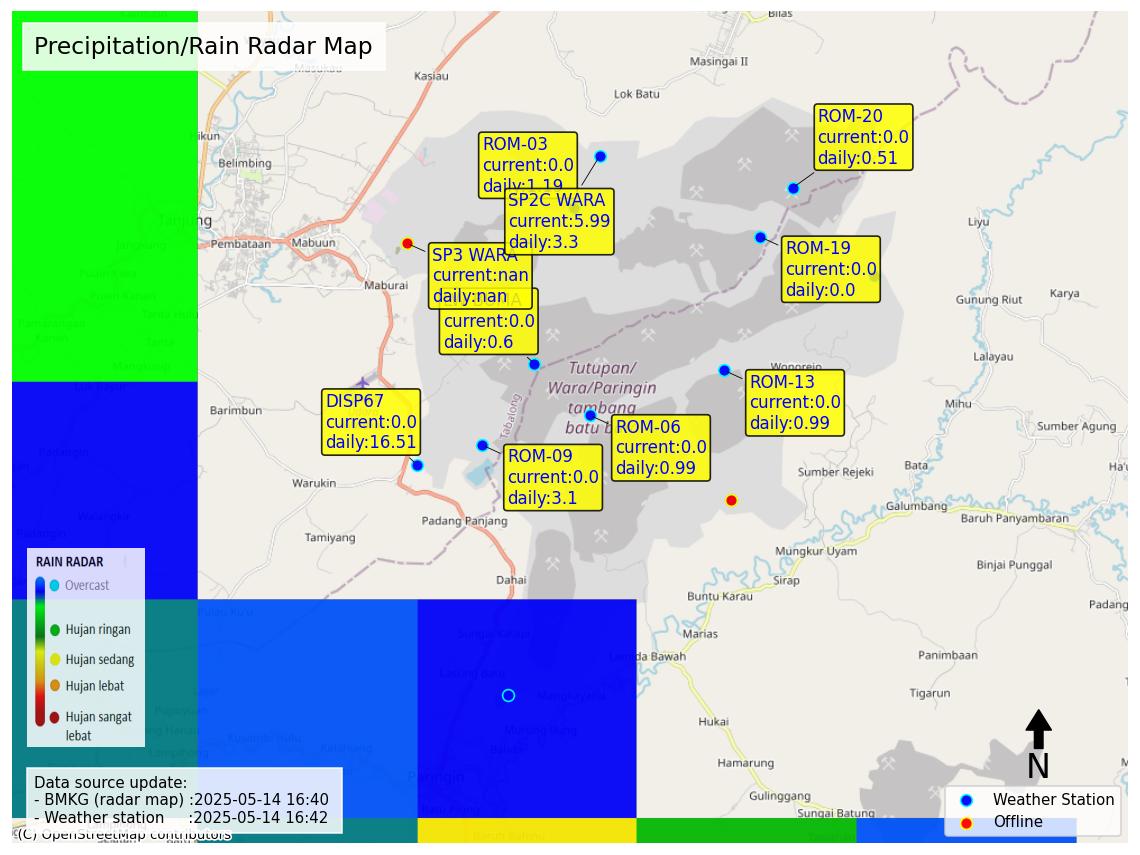 Precipitation/Rain Radar Map
Bilas
Masingai II
Kasiau
Lok Batu
Hikun
Belimbing
Tanjung
Pembataan
Mabuun
Maburai
Jangkung
Kapar
Mangkusip
Barimbun
Warukin
Tamiyang
Padang Panjang
Dahai
ROM-03
current:0.0
daily:1.19
SP2C WARA
current:5.99
daily:3.3
ROM-20
current:0.0
daily:0.51
ROM-19
current:0.0
daily:0.0
SP3 WARA
current:nan
daily:nan
current:0.0
daily:0.6
Tutupan/
Wara/Paringin
tambang
batu
Tabalong
Wonorejo
ROM-13
current:0.0
daily:0.99
DISP67
current:0.0
daily:16.51
ROM-06
current:0.0
daily:0.99
ROM-09
current:0.0
daily:3.1
Liyu
Gunung Riut
Karya
Lalayau
Mihu
Sumber Agung
Bata
Sumber Rejeki
Galumbang
Baruh Panyambaran
Mungkur Uyam
Binjai Punggal
Sirap
Buntu Karau
Padang
Marias
Lamida Bawah
Panimbaan
Tigarun
Hukai
Hamarung
Gulinggang
Sungai Batung
Paringin
RAIN RADAR
Overcast
Hujan ringan
Hujan sedang
Hujan lebat
Hujan sangat
lebat
Data source update:
- BMKG (radar map) :2025-05-14 16:40
- Weather station :2025-05-14 16:42
(C) OpenStreetMap contributors
N
Weather Station
Offline